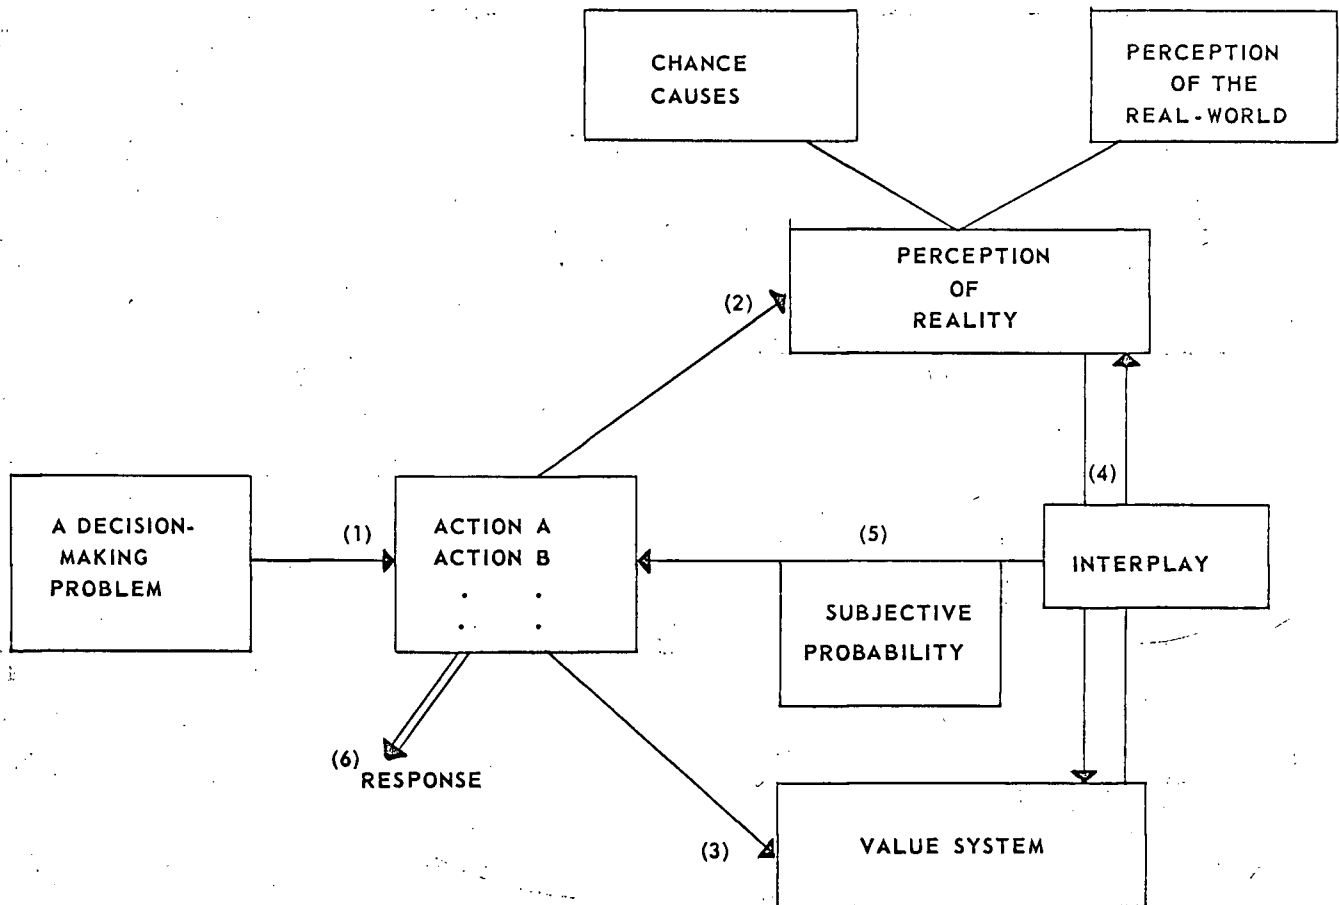 CHANCE
CAUSES
PERCEPTION
OF THE
REAL-WORLD
PERCEPTION
OF
REALITY
(2)
(4)
A DECISION-
MAKING
PROBLEM
(1)
ACTION A
ACTION B
. .
. .
(5)
INTERPLAY
SUBJECTIVE
PROBABILITY
(6) RESPONSE
(3)
VALUE SYSTEM